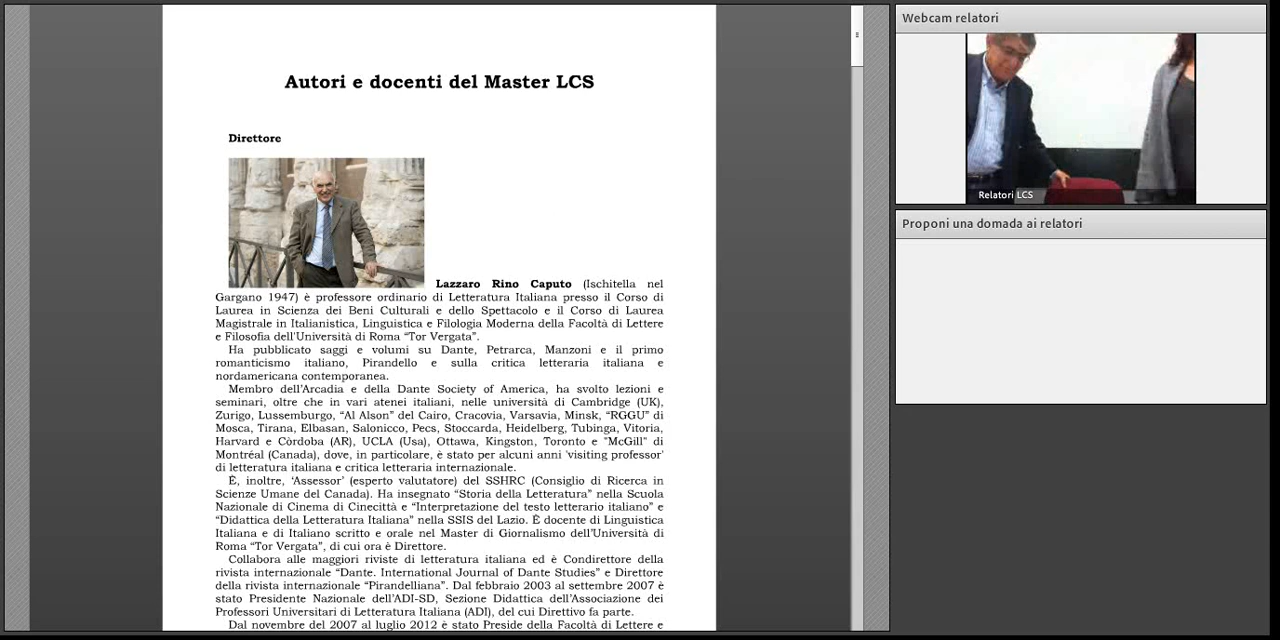 Autori e docenti del Master LCS
Direttore
Lazzaro Rino Caputo (Ischitella nel
Gargano 1947) è professore ordinario di Letteratura Italiana presso il Corso di
Laurea in Scienza dei Beni Culturali e dello Spettacolo e il Corso di Laurea
Magistrale in Italianistica, Linguistica e Filologia Moderna della Facoltà di Lettere
e Filosofia dell'Università di Roma “Tor Vergata”.
Ha pubblicato saggi e volumi su Dante, Petrarca, Manzoni e il primo
romanticismo italiano, Pirandello e sulla critica letteraria italiana e
nordamericana contemporanea.
Membro dell’Arcadia e della Dante Society of America, ha svolto lezioni e
seminari, oltre che in vari atenei italiani, nelle università di Cambridge (UK),
Zurigo, Lussemburgo, “Al Alson” del Cairo, Cracovia, Varsavia, Minsk, “RGGU” di
Mosca, Tirana, Elbasan, Salonicco, Pecs, Stoccarda, Heidelberg, Tubinga, Vitoria,
Harvard e Còrdoba (AR), UCLA (Usa), Ottawa, Kingston, Toronto e "McGill" di
Montréal (Canada), dove, in particolare, è stato per alcuni anni 'visiting professor'
di letteratura italiana e critica letteraria internazionale.
È, inoltre, ‘Assessor’ (esperto valutatore) del SSHRC (Consiglio di Ricerca in
Scienze Umane del Canada). Ha insegnato “Storia della Letteratura” nella Scuola
Nazionale di Cinema di Cinecittà e “Interpretazione del testo letterario italiano” e
“Didattica della Letteratura Italiana” nella SSIS del Lazio. È docente di Linguistica
Italiana e di Italiano scritto e orale nel Master di Giornalismo dell’Università di
Roma “Tor Vergata”, di cui ora è Direttore.
Collabora alle maggiori riviste di letteratura italiana ed è Condirettore della
rivista internazionale “Dante. International Journal of Dante Studies” e Direttore
della rivista internazionale “Pirandelliana”. Dal febbraio 2003 al settembre 2007 è
stato Presidente Nazionale dell’ADI-SD, Sezione Didattica dell’Associazione dei
Professori Universitari di Letteratura Italiana (ADI), del cui Direttivo fa parte.
Dal novembre del 2007 al luglio 2012 è stato Preside della Facoltà di Lettere e
Webcam relatori
Relatori LCS
Proponi una domada ai relatori